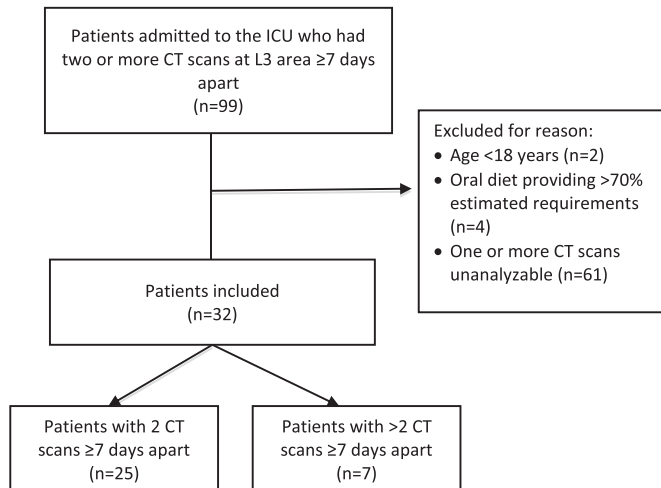 Patients admitted to the ICU who had
two or more CT scans at L3 area ≥7 days
apart
(n=99)
Excluded for reason:
• Age <18 years (n=2)
• Oral diet providing >70%
estimated requirements
(n=4)
• One or more CT scans
unanalyzable (n=61)
Patients included
(n=32)
Patients with 2 CT
scans ≥7 days apart
(n=25)
Patients with >2 CT
scans ≥7 days apart
(n=7)